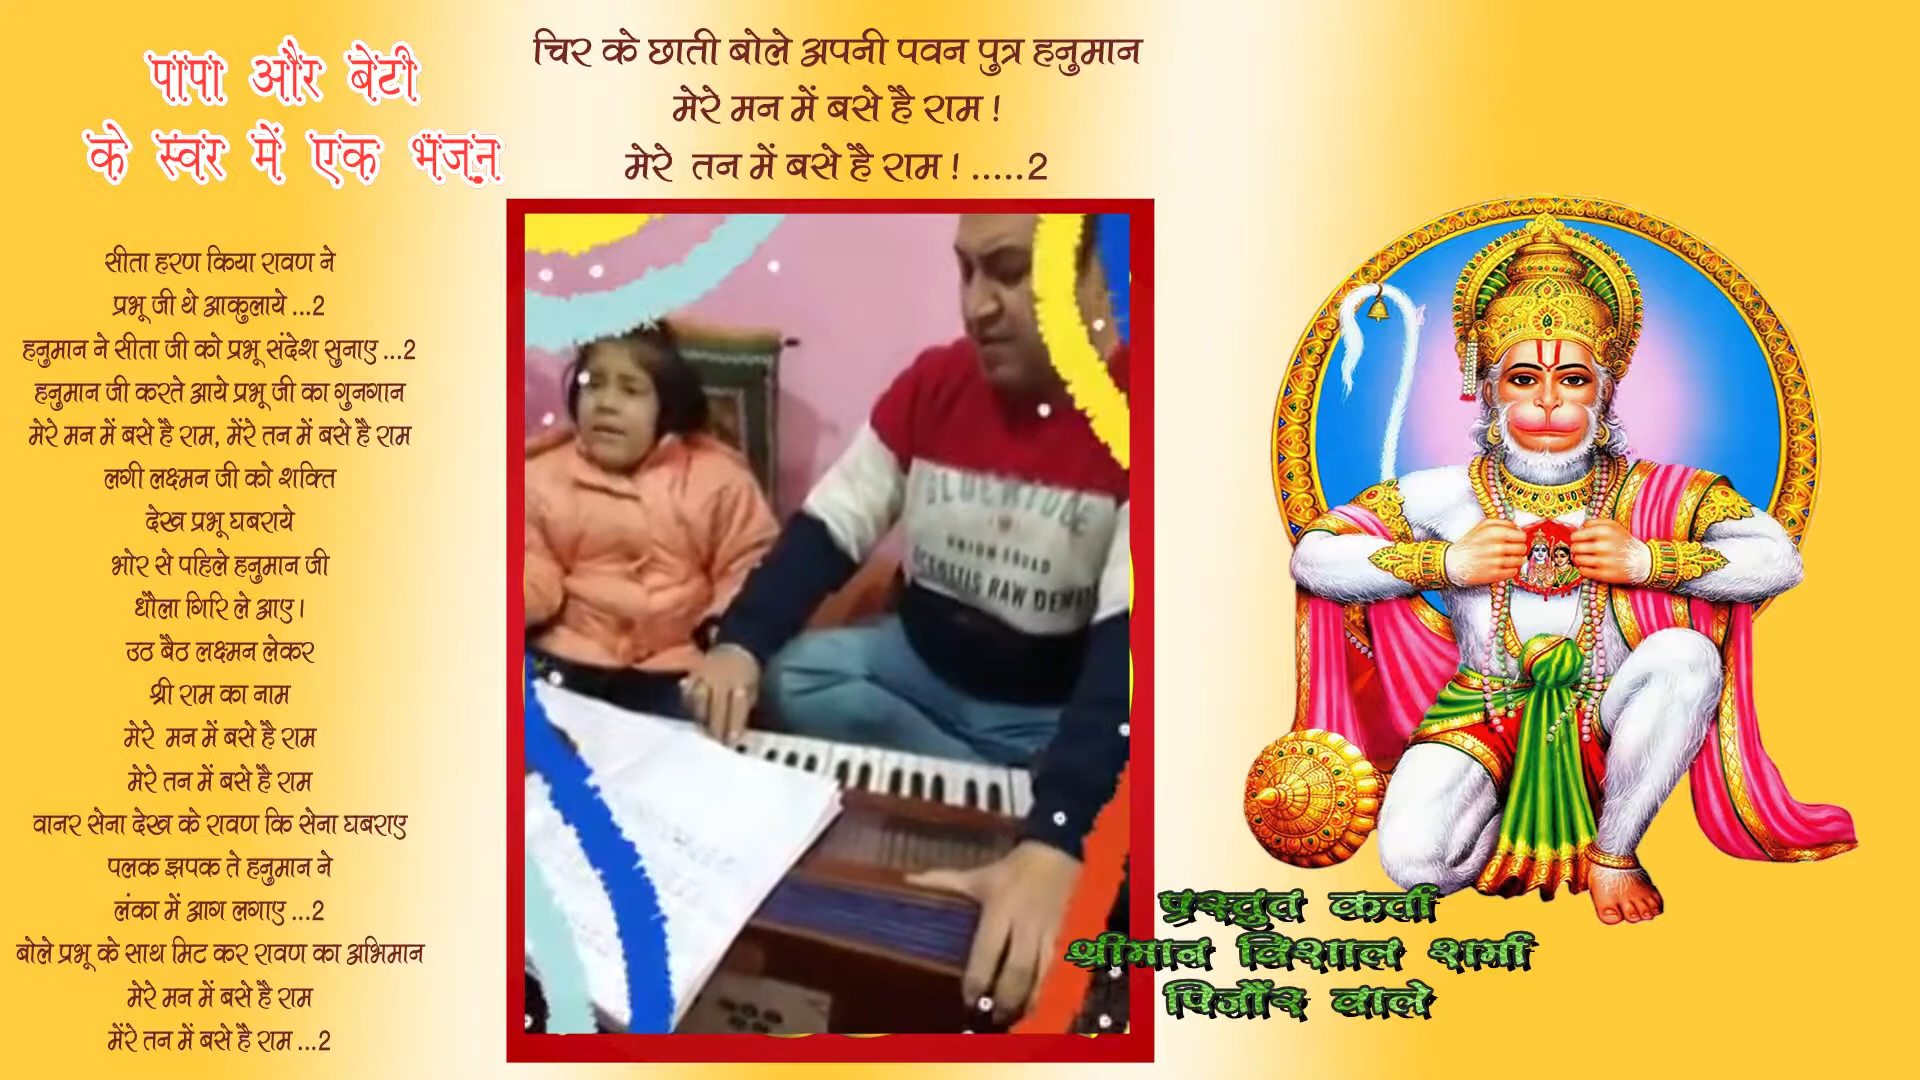 पापा और बेटी
के स्वर में एक भजन
चिर के छाती बोले अपनी पवन पुत्र हनुमान
मेरे मन में बसे है राम !
मेरे तन में बसे है राम ! .....2
सीता हरण किया रावण ने
प्रभू जी थे आकुलाये ...2
हनुमान ने सीता जी को प्रभू संदेश सुनाए ...2
हनुमान जी करते आये प्रभू जी का गुनगान
मेरे मन में बसे है राम, मेंरे तन में बसे है राम
लगी लक्ष्मन जी को शक्ति
देख प्रभू घबराये
भोर से पहिले हनुमान जी
धौला गिरि ले आए।
उठ बैठ लक्ष्मन लेकर
श्री राम का नाम
मेरे मन में बसे है राम
मेरे तन में बसे है राम
वानर सेना देख के रावण कि सेना घबराए
पलक झपक ते हनुमान ने
लंका में आग लगाए ...2
बोले प्रभू के साथ मिट कर रावण का अभिमान
मेरे मन में बसे है राम
मेंरे तन में बसे है राम ...2
RAW
प्रस्तुत कर्ता
श्रीमान विशाल शर्मा
पिजौंर वाले